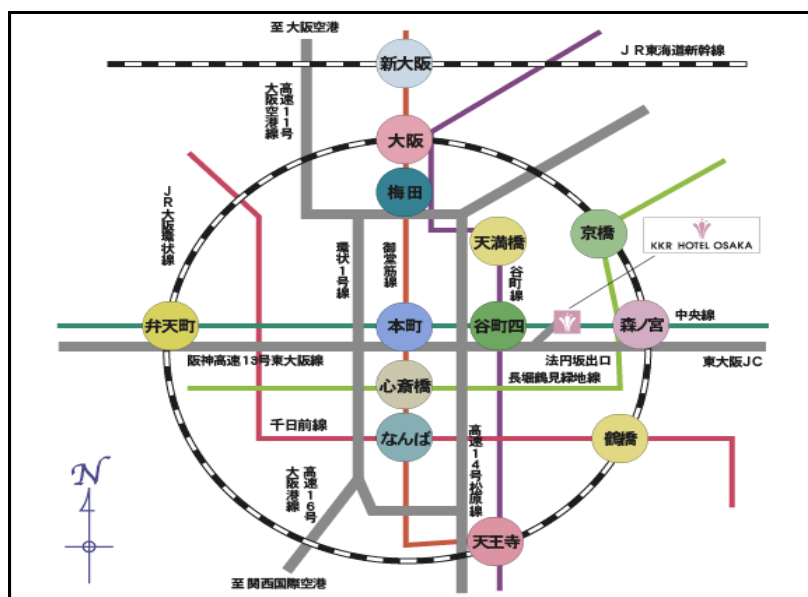 至 大阪空港
JR東海道新幹線
新大阪
高速11号
大阪空港線
大阪
梅田
JR大阪環状線
京橋
KKR HOTEL OSAKA
天満橋
環状1号線
御堂筋線
谷町線
弁天町
本町
谷町四
森ノ宮
中央線
阪神高速13号東大阪線
法円坂出口
東大阪JC
長堀鶴見緑地線
心斎橋
千日前線
なんば
鶴橋
高速14号松原線
高速16号
大阪港線
N
天王寺
至 関西国際空港